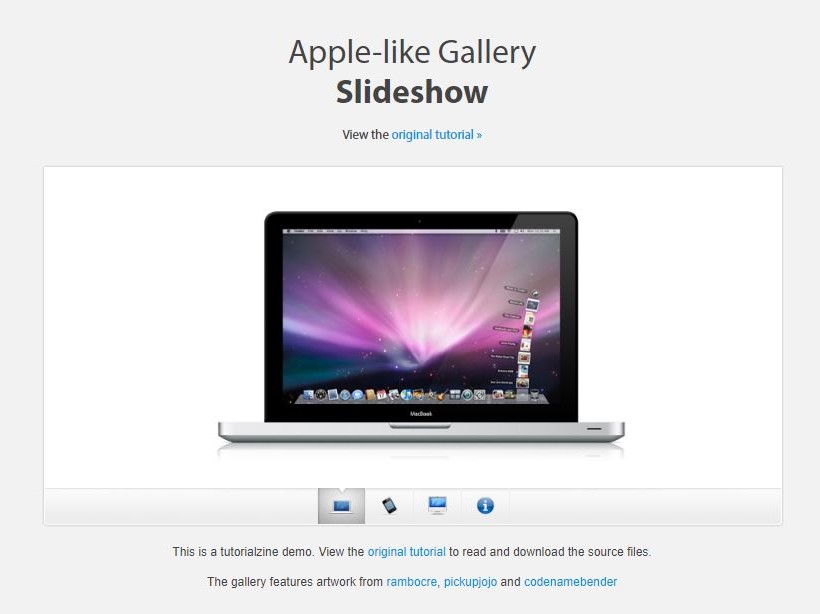 Apple-like Gallery
Slideshow
View the original tutorial »
MacBook
This is a tutorialzine demo. View the original tutorial to read and download the source files.
The gallery features artwork from rambocre, pickupjojo and codenamebender